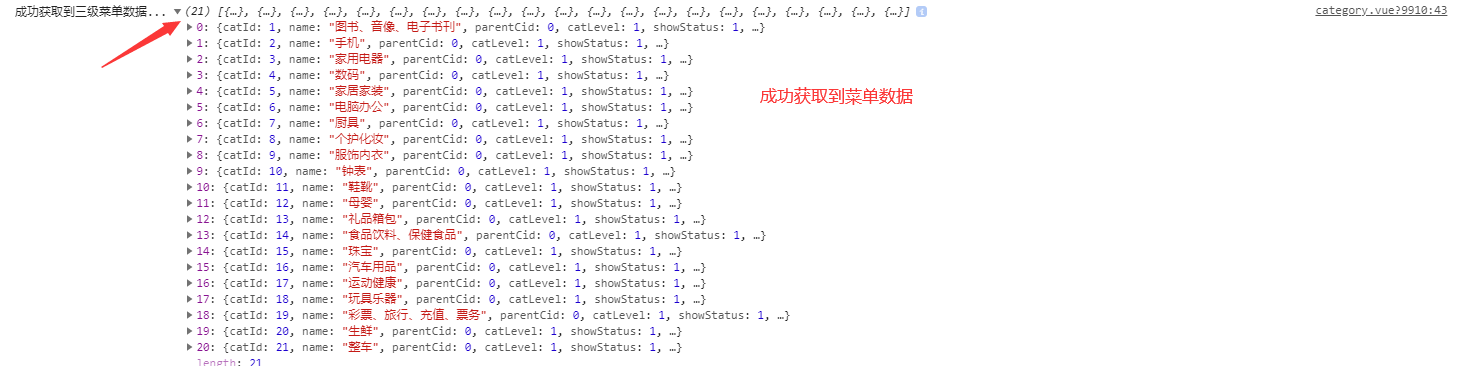 成功获取到三级菜单数据... ▼(21) [{…}, {…}, {…}, {…}, {…}, {…}, {…}, {…}, {…}, {…}, {…}, {…}, {…}, {…}, {…}, {…}, {…}, {…}, {…}, {…}, {…}] i category.vue?9910:43
▶0: {catId: 1, name: "图书、音像、电子书刊", parentCid: 0, catLevel: 1, showStatus: 1, …}
▶1: {catId: 2, name: "手机", parentCid: 0, catLevel: 1, showStatus: 1, …}
▶2: {catId: 3, name: "家用电器", parentCid: 0, catLevel: 1, showStatus: 1, …}
▶3: {catId: 4, name: "数码", parentCid: 0, catLevel: 1, showStatus: 1, …}
▶4: {catId: 5, name: "家居家装", parentCid: 0, catLevel: 1, showStatus: 1, …}
成功获取到菜单数据
▶5: {catId: 6, name: "电脑办公", parentCid: 0, catLevel: 1, showStatus: 1, …}
▶6: {catId: 7, name: "厨具", parentCid: 0, catLevel: 1, showStatus: 1, …}
▶7: {catId: 8, name: "个护化妆", parentCid: 0, catLevel: 1, showStatus: 1, …}
▶8: {catId: 9, name: "服饰内衣", parentCid: 0, catLevel: 1, showStatus: 1, …}
▶9: {catId: 10, name: "钟表", parentCid: 0, catLevel: 1, showStatus: 1, …}
▶10: {catId: 11, name: "鞋靴", parentCid: 0, catLevel: 1, showStatus: 1, …}
▶11: {catId: 12, name: "母婴", parentCid: 0, catLevel: 1, showStatus: 1, …}
▶12: {catId: 13, name: "礼品箱包", parentCid: 0, catLevel: 1, showStatus: 1, …}
▶13: {catId: 14, name: "食品饮料、保健食品", parentCid: 0, catLevel: 1, showStatus: 1, …}
▶14: {catId: 15, name: "珠宝", parentCid: 0, catLevel: 1, showStatus: 1, …}
▶15: {catId: 16, name: "汽车用品", parentCid: 0, catLevel: 1, showStatus: 1, …}
▶16: {catId: 17, name: "运动健康", parentCid: 0, catLevel: 1, showStatus: 1, …}
▶17: {catId: 18, name: "玩具乐器", parentCid: 0, catLevel: 1, showStatus: 1, …}
▶18: {catId: 19, name: "彩票、旅行、充值、票务", parentCid: 0, catLevel: 1, showStatus: 1, …}
▶19: {catId: 20, name: "生鲜", parentCid: 0, catLevel: 1, showStatus: 1, …}
▶20: {catId: 21, name: "整车", parentCid: 0, catLevel: 1, showStatus: 1, …}
length: 21